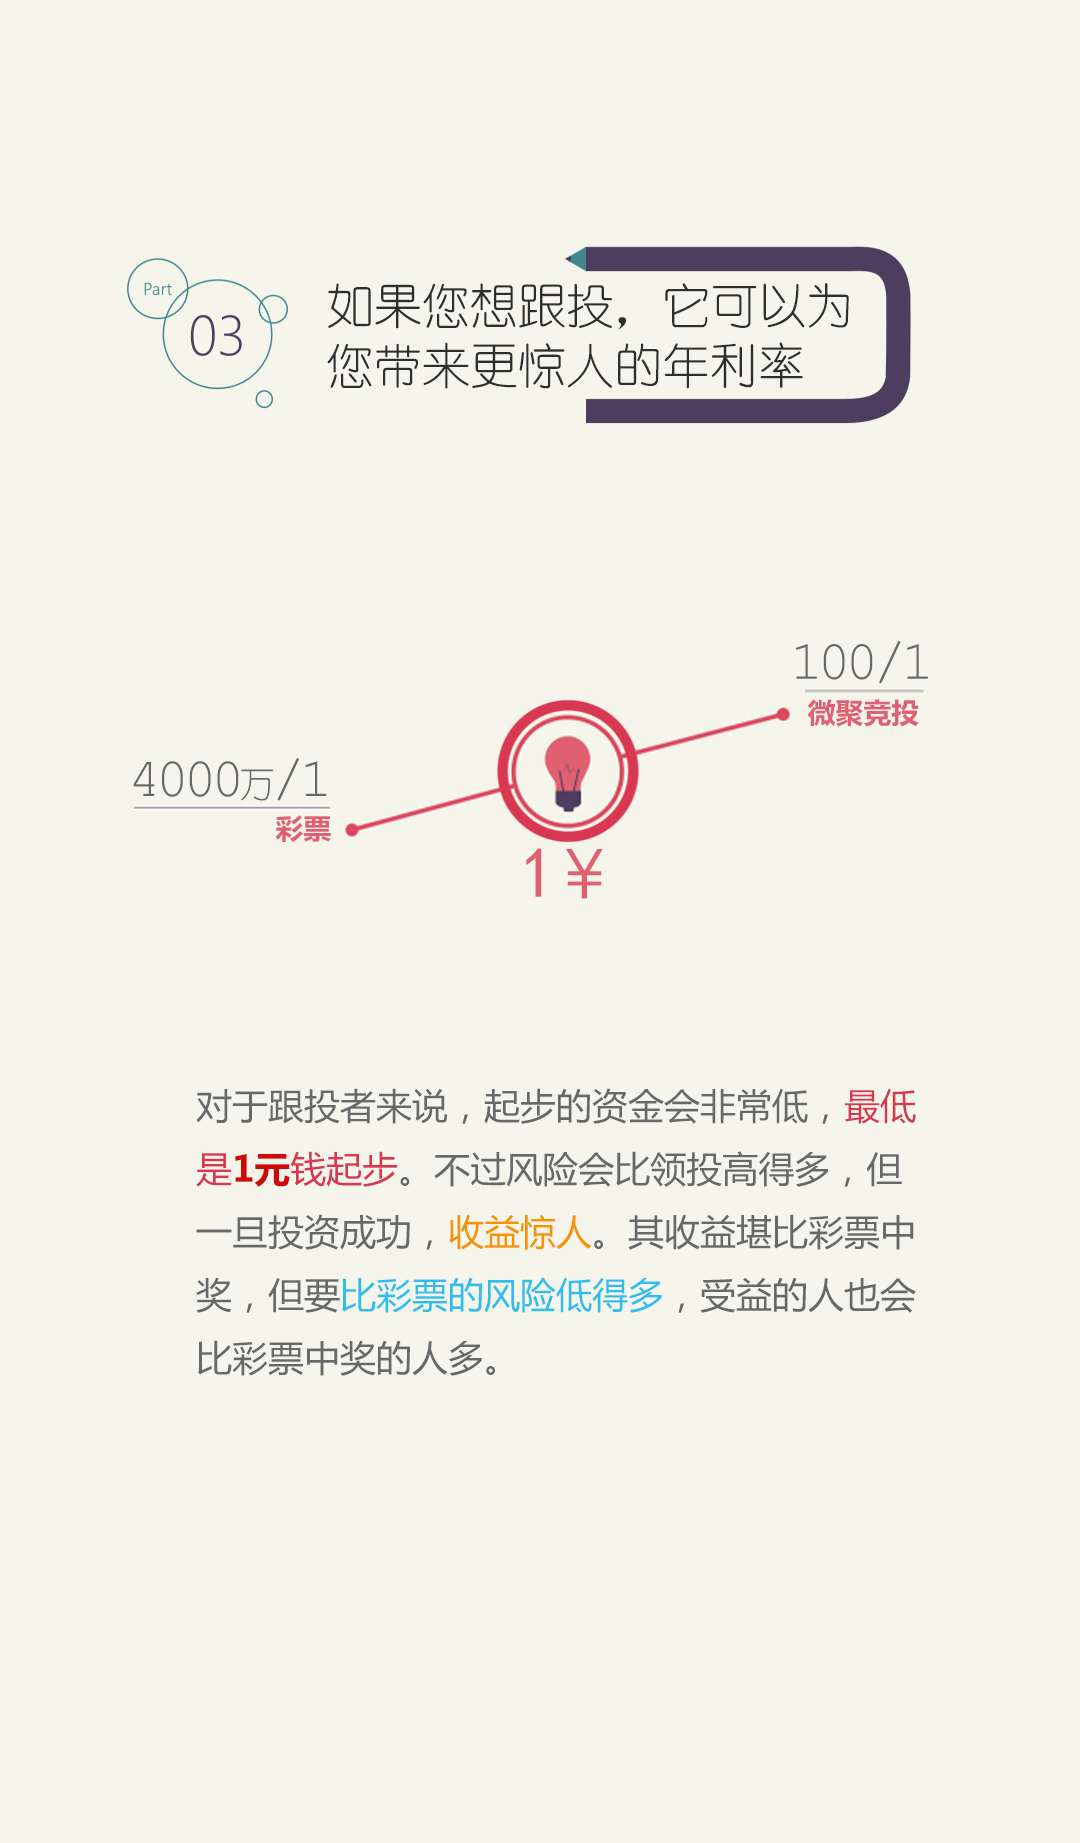 Part
03
如果您想跟投，它可以为
您带来更惊人的年利率
100/1
微聚竞投
4000万/1
彩票
1¥
对于跟投者来说，起步的资金会非常低，最低
是1元钱起步。不过风险会比领投高得多，但
一旦投资成功，收益惊人。其收益堪比彩票中
奖，但要比彩票的风险低得多，受益的人也会
比彩票中奖的人多。